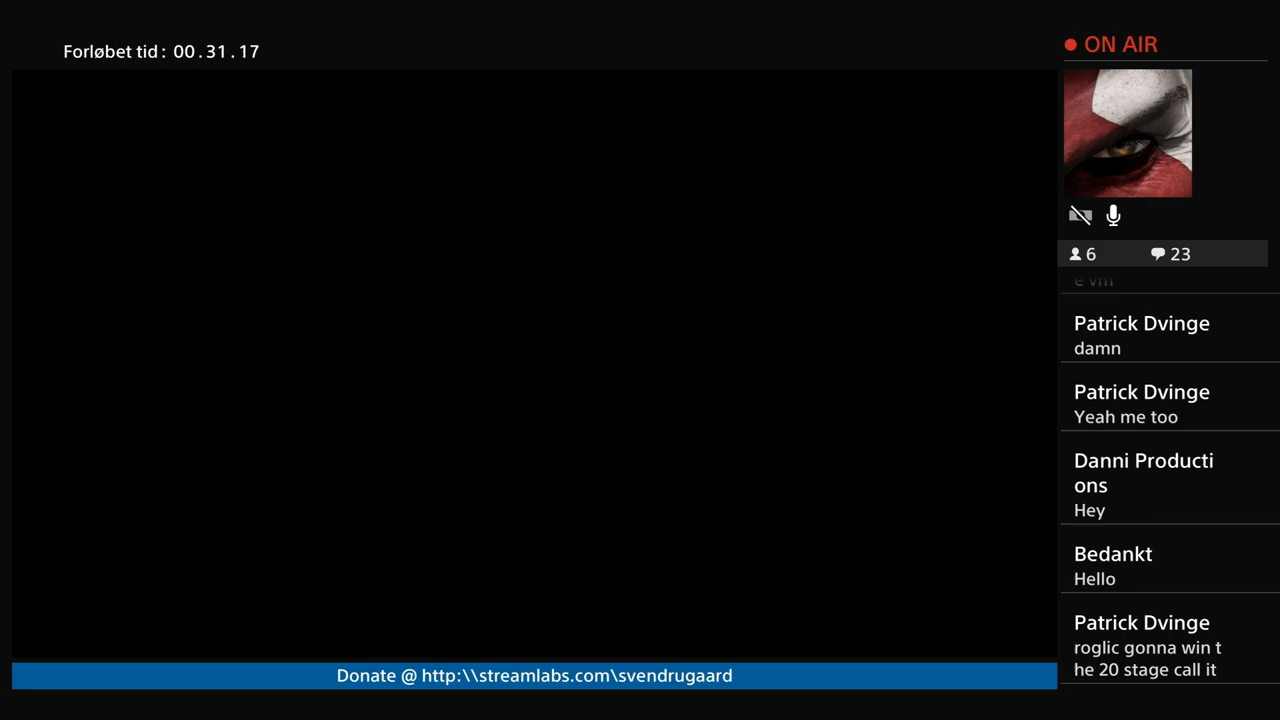 Forløbet tid: 00.31.17
ON AIR
6 23
e vm
Patrick Dvinge
damn
Patrick Dvinge
Yeah me too
Danni Producti
ons
Hey
Bedankt
Hello
Patrick Dvinge
roglic gonna win t
he 20 stage call it
Donate @ http:\\streamlabs.com\svendrugaard